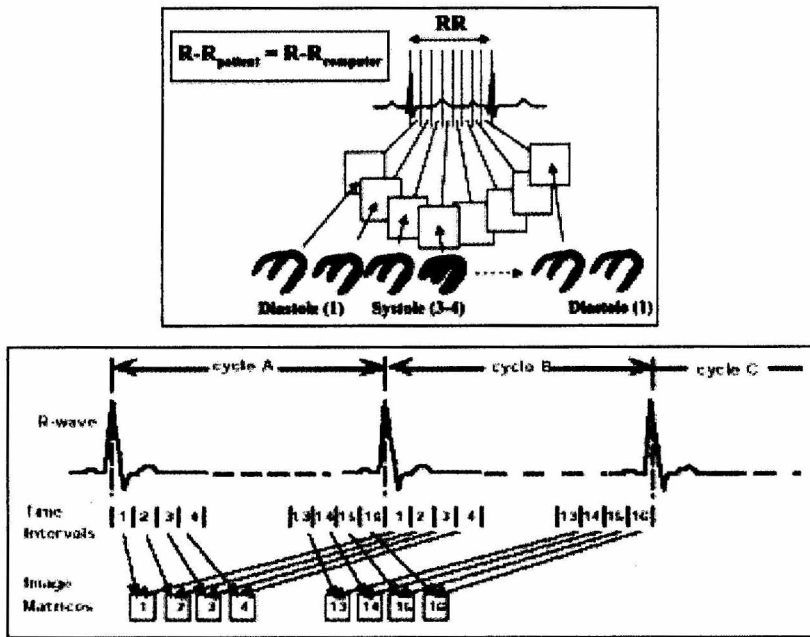 RR
R-Rpatient = R-Rcomputer
Diastole (1) Systole (3-4) Diastole (1)
cycle A cycle B cycle C
R-wave
Time Intervals
1 2 3 4 13 14 15 16 1 2 3 4 13 14 15 16
Image Matrices
1 2 3 4 13 14 15 16